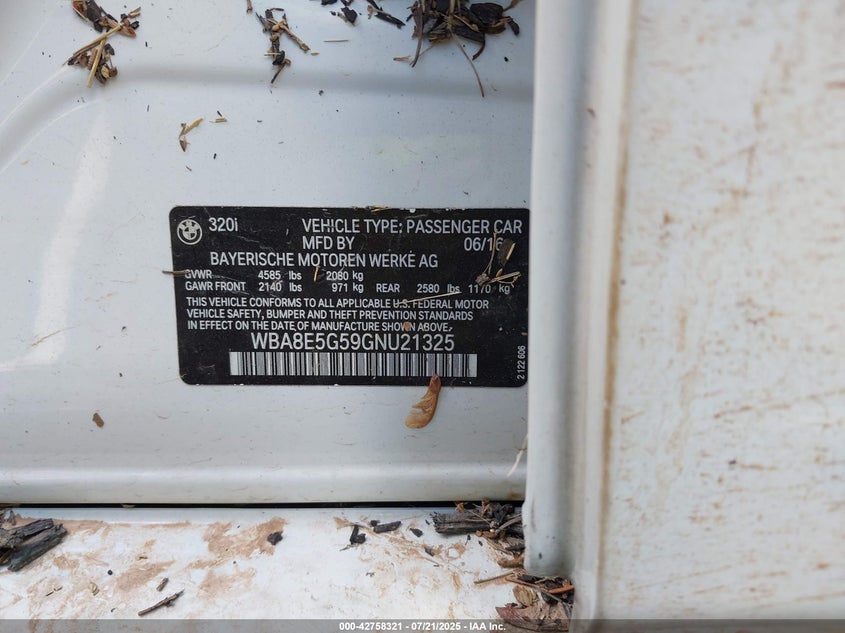 320i VEHICLE TYPE: PASSENGER CAR
MFD BY 06/16
BAYERISCHE MOTOREN WERKE AG
GVWR 4585 lbs 2080 kg
GAWR FRONT 2140 lbs 971 kg REAR 2580 lbs 1170 kg
THIS VEHICLE CONFORMS TO ALL APPLICABLE U.S. FEDERAL MOTOR
VEHICLE SAFETY, BUMPER AND THEFT PREVENTION STANDARDS
IN EFFECT ON THE DATE OF MANUFACTURE SHOWN ABOVE.
WBA8E5G59GNU21325
2 122 606
000-42758321 - 07/21/2025 - IAA Inc.